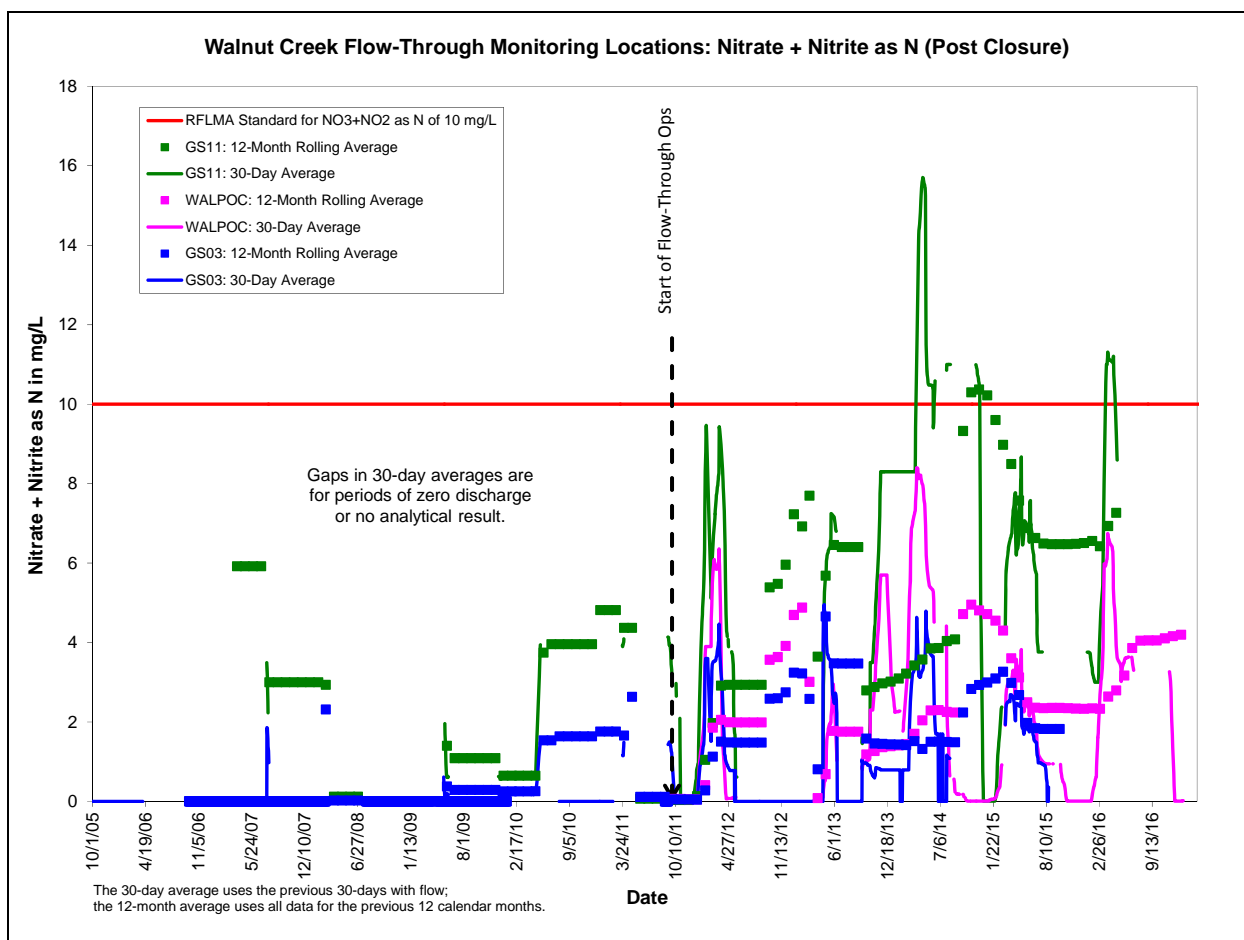 Walnut Creek Flow-Through Monitoring Locations: Nitrate + Nitrite as N (Post Closure)
18
16
14
12
10
8
6
4
2
0
Nitrate + Nitrite as N in mg/L
RFLMA Standard for NO3+NO2 as N of 10 mg/L
GS11: 12-Month Rolling Average
GS11: 30-Day Average
WALPOC: 12-Month Rolling Average
WALPOC: 30-Day Average
GS03: 12-Month Rolling Average
GS03: 30-Day Average
Start of Flow-Through Ops
Gaps in 30-day averages are
for periods of zero discharge
or no analytical result.
10/1/05
4/19/06
11/5/06
5/24/07
12/10/07
6/27/08
1/13/09
8/1/09
2/17/10
9/5/10
3/24/11
10/10/11
4/27/12
11/13/12
6/1/13
12/18/13
7/6/14
1/22/15
8/10/15
2/26/16
9/13/16
Date
The 30-day average uses the previous 30-days with flow;
the 12-month average uses all data for the previous 12 calendar months.